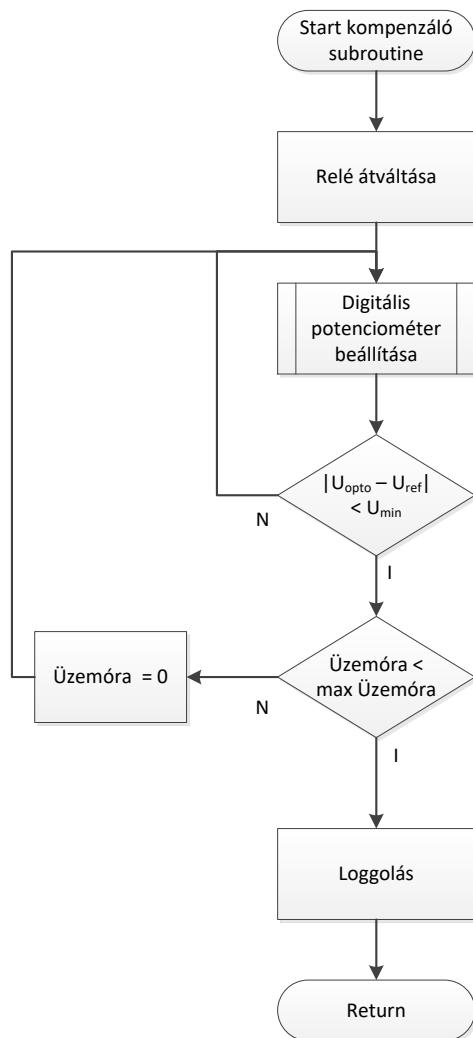 Start kompenzáló
subroutine
Relé átváltása
Digitális
potenciométer
beállítása
|Uopto – Uref|
< Umin
N
I
Üzemóra <
max Üzemóra
Üzemóra = 0
N
I
Loggolás
Return